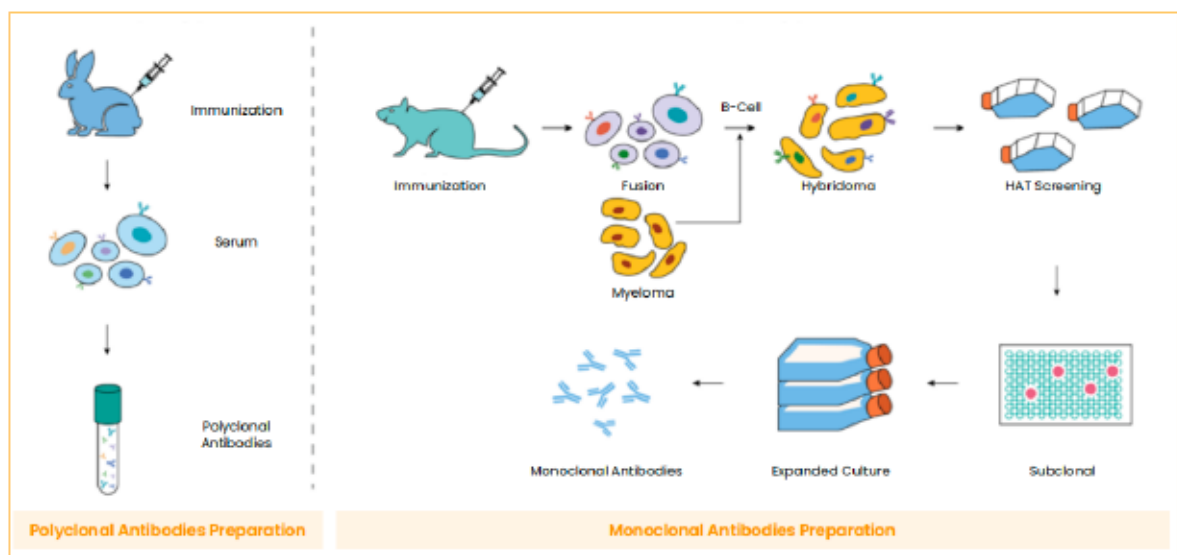 Immunization
Serum
Polyclonal
Antibodies
Polyclonal Antibodies Preparation
B-Cell
Immunization
Fusion
Hybridoma
HAT Screening
Myeloma
Monoclonal Antibodies
Expanded Culture
Subclonal
Monoclonal Antibodies Preparation